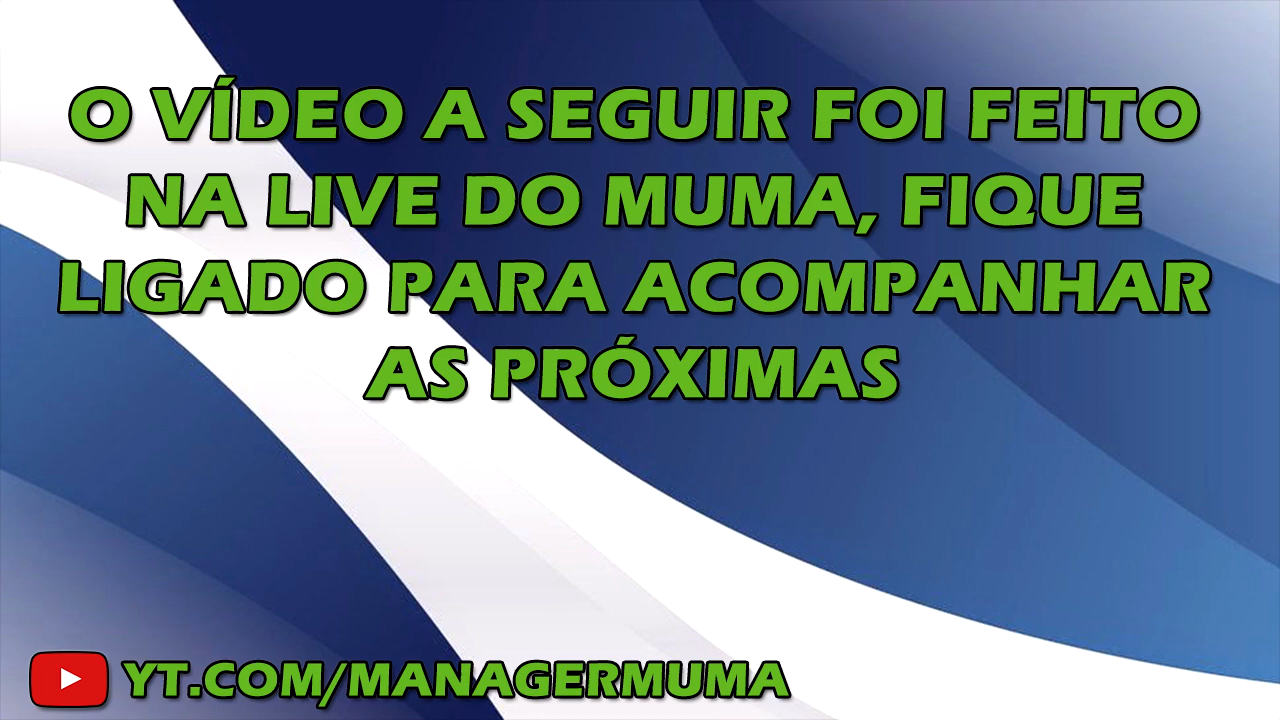 O VÍDEO A SEGUIR FOI FEITO
NA LIVE DO MUMA, FIQUE
LIGADO PARA ACOMPANHAR
AS PRÓXIMAS
YT.COM/MANAGERMUMA